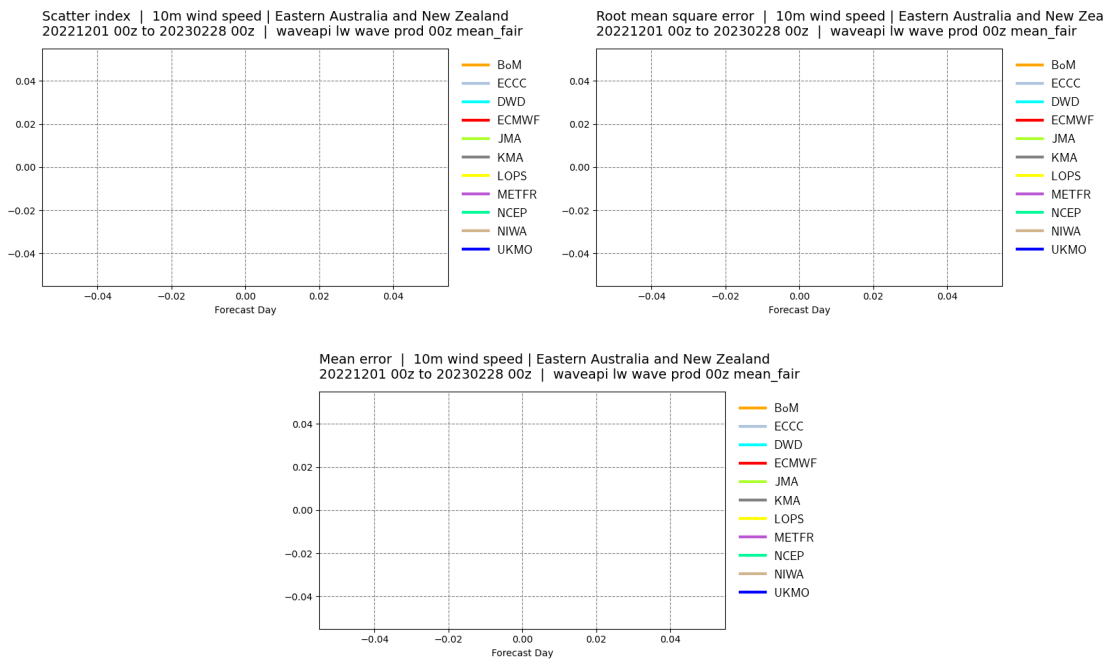 Scatter index | 10m wind speed | Eastern Australia and New Zealand
20221201 00z to 20230228 00z | waveapi lw wave prod 00z mean_fair
0.04
0.02
0.00
−0.02
−0.04
−0.04 −0.02 0.00 0.02 0.04
Forecast Day
BoM
ECCC
DWD
ECMWF
JMA
KMA
LOPS
METFR
NCEP
NIWA
UKMO
Root mean square error | 10m wind speed | Eastern Australia and New Zea
20221201 00z to 20230228 00z | waveapi lw wave prod 00z mean_fair
0.04
0.02
0.00
−0.02
−0.04
−0.04 −0.02 0.00 0.02 0.04
Forecast Day
BoM
ECCC
DWD
ECMWF
JMA
KMA
LOPS
METFR
NCEP
NIWA
UKMO
Mean error | 10m wind speed | Eastern Australia and New Zealand
20221201 00z to 20230228 00z | waveapi lw wave prod 00z mean_fair
0.04
0.02
0.00
−0.02
−0.04
−0.04 −0.02 0.00 0.02 0.04
Forecast Day
BoM
ECCC
DWD
ECMWF
JMA
KMA
LOPS
METFR
NCEP
NIWA
UKMO